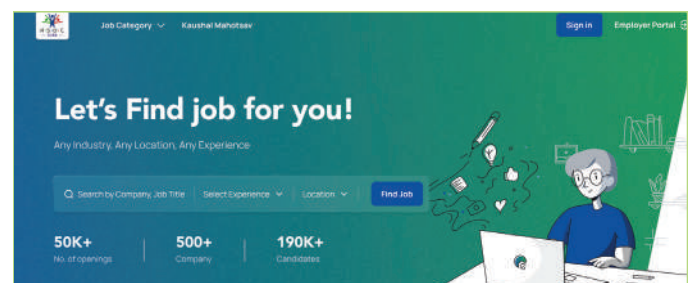 Job Category Kaushal Mahotsav Sign in Employer Portal
Let's Find job for you!
Any Industry, Any Location, Any Experience
Search by Company, Job Title Select Experience Location Find Job
50K+ 500+ 190K+
No. of openings Company Candidates